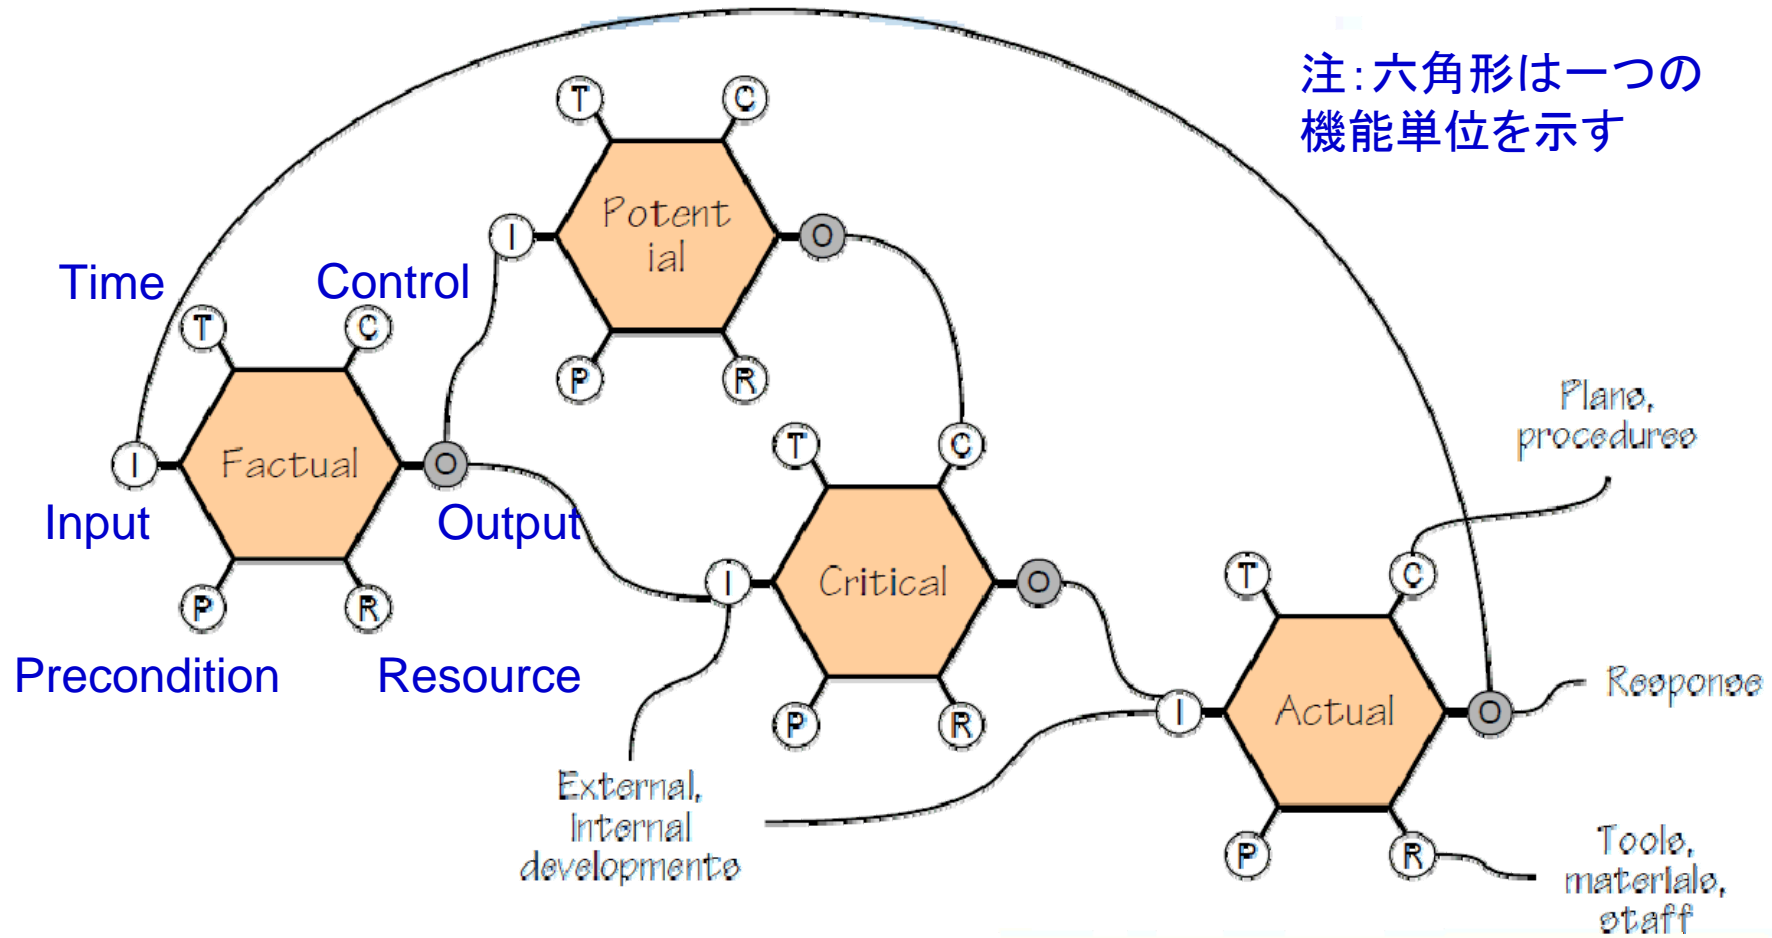 注：六角形は一つの
機能単位を示す
T
C
Potent
ial
I
O
P
R
Time
Control
T
C
I
Factual
O
Input
Output
P
R
Precondition
Resource
T
C
I
Critical
O
P
R
External,
Internal
developments
Plans,
procedures
T
C
I
Actual
O
Response
P
R
Tools,
materials,
staff